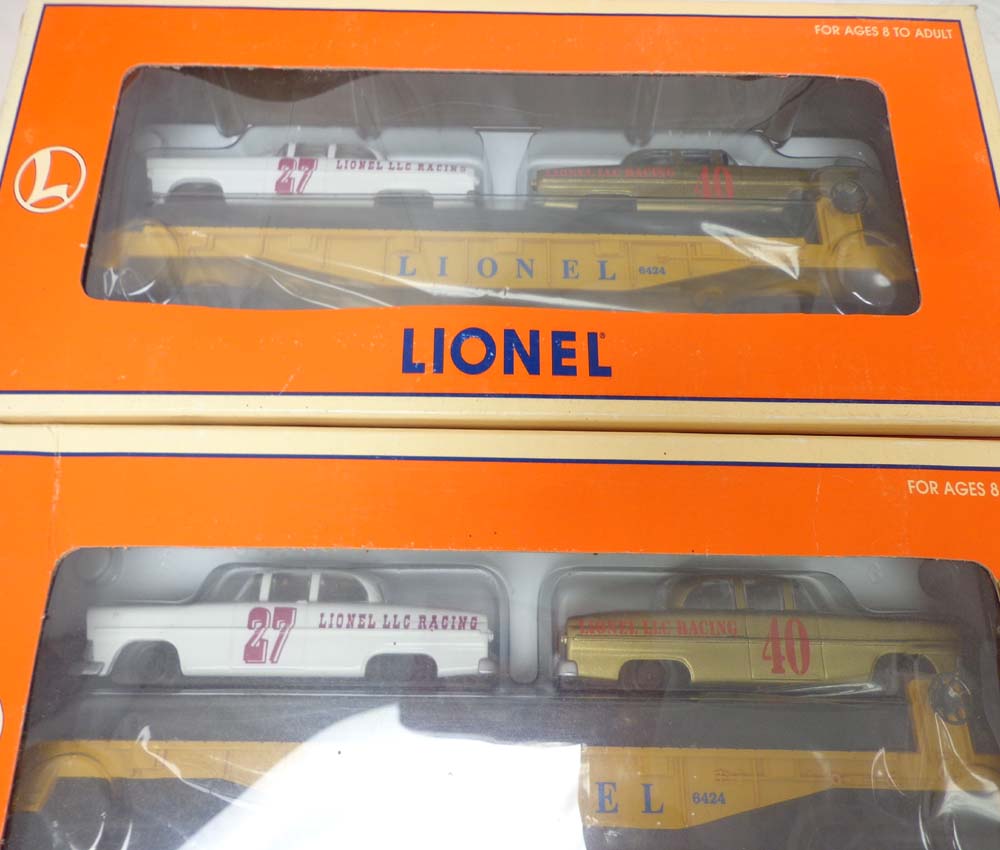 FOR AGES 8 TO ADULT
L
27 LIONEL LLC RACING
LIONEL LLC RACING 40
LIONEL 6424
LIONEL
FOR AGES 8
27 LIONEL LLC RACING
LIONEL LLC RACING 40
EL 6424